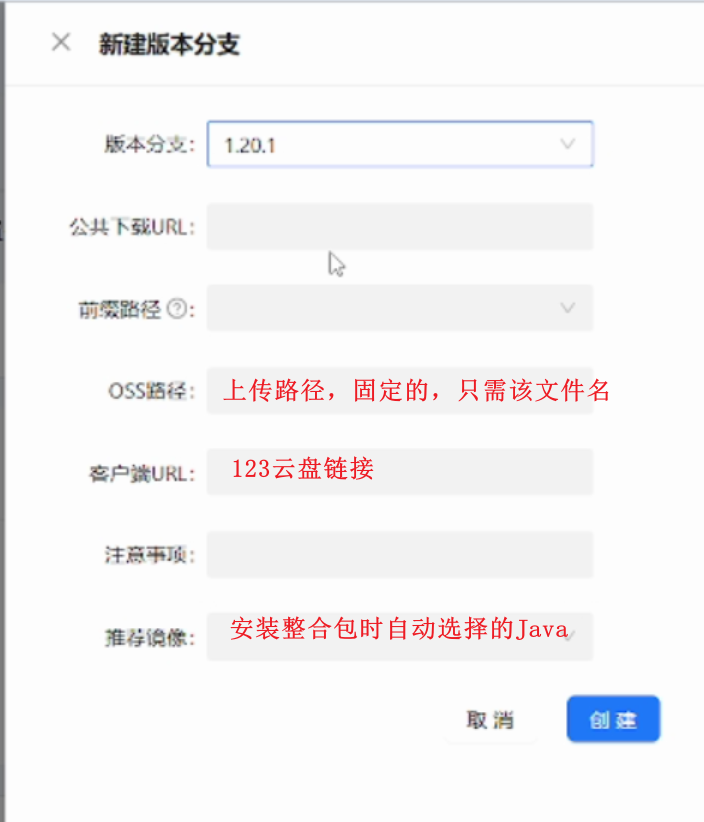 新建版本分支
版本分支: 1.20.1
公共下载URL:
前缀路径?:
OSS路径: 上传路径，固定的，只需该文件名
客户端URL: 123云盘链接
注意事项:
推荐镜像: 安装整合包时自动选择的Java
取消 创建